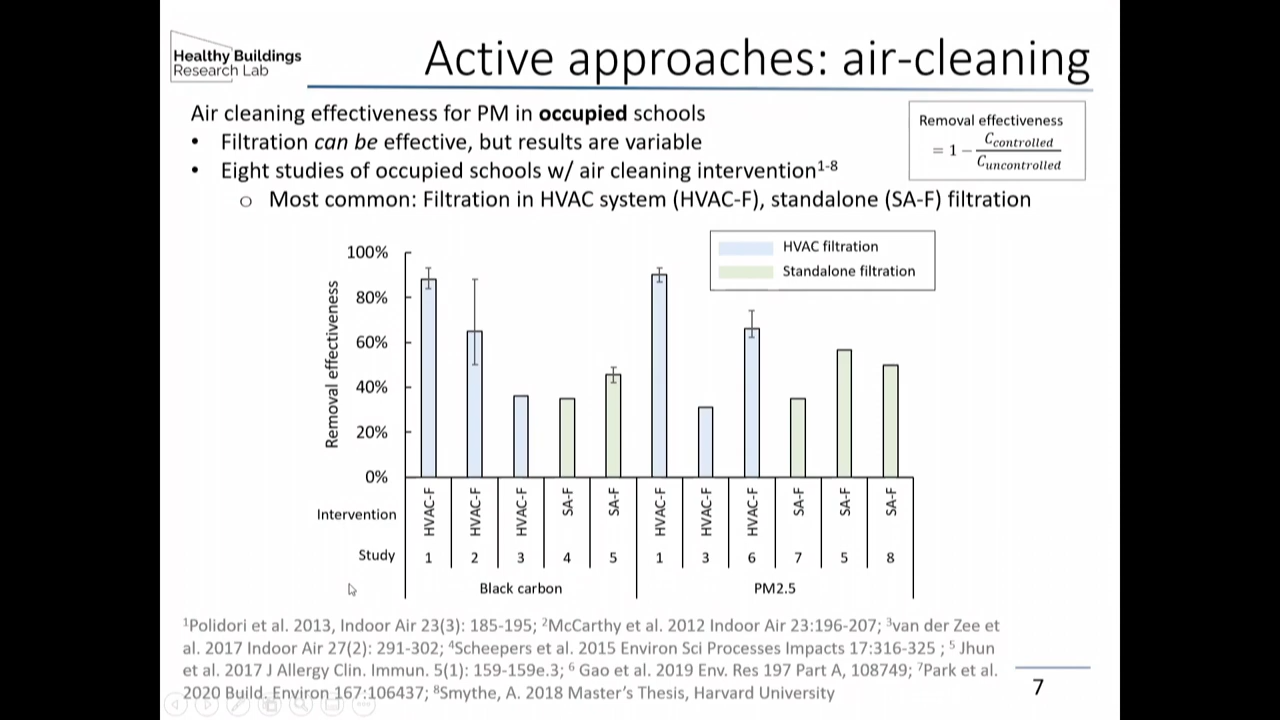 Healthy Buildings
Research Lab
Active approaches: air-cleaning
Air cleaning effectiveness for PM in occupied schools
• Filtration can be effective, but results are variable
• Eight studies of occupied schools w/ air cleaning intervention1-8
o Most common: Filtration in HVAC system (HVAC-F), standalone (SA-F) filtration
Removal effectiveness
= 1 − Ccontrolled
Cuncontrolled
HVAC filtration
Standalone filtration
Removal effectiveness
100%
80%
60%
40%
20%
0%
Intervention HVAC-F HVAC-F HVAC-F SA-F SA-F HVAC-F HVAC-F HVAC-F SA-F SA-F SA-F
Study 1 2 3 4 5 1 3 6 7 5 8
Black carbon PM2.5
1Polidori et al. 2013, Indoor Air 23(3): 185-195; 2McCarthy et al. 2012 Indoor Air 23:196-207; 3van der Zee et
al. 2017 Indoor Air 27(2): 291-302; 4Scheepers et al. 2015 Environ Sci Processes Impacts 17:316-325 ; 5 Jhun
et al. 2017 J Allergy Clin. Immun. 5(1): 159-159e.3; 6 Gao et al. 2019 Env. Res 197 Part A, 108749; 7Park et al.
2020 Build. Environ 167:106437; 8Smythe, A. 2018 Master's Thesis, Harvard University
7